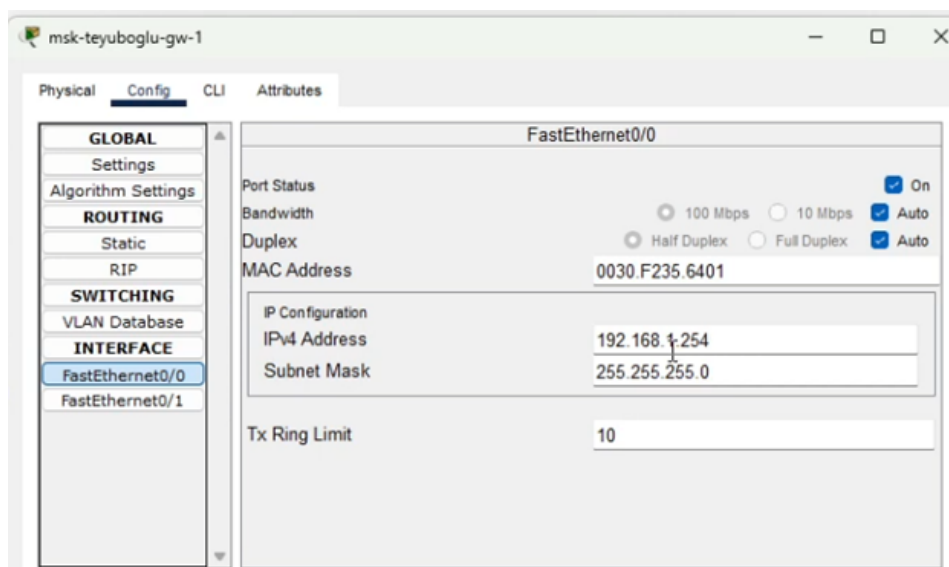 msk-teyuboglu-gw-1
Physical Config CLI Attributes
GLOBAL
Settings
Algorithm Settings
ROUTING
Static
RIP
SWITCHING
VLAN Database
INTERFACE
FastEthernet0/0
FastEthernet0/1
FastEthernet0/0
Port Status On
Bandwidth 100 Mbps 10 Mbps Auto
Duplex Half Duplex Full Duplex Auto
MAC Address 0030.F235.6401
IP Configuration
IPv4 Address 192.168.1.254
Subnet Mask 255.255.255.0
Tx Ring Limit 10